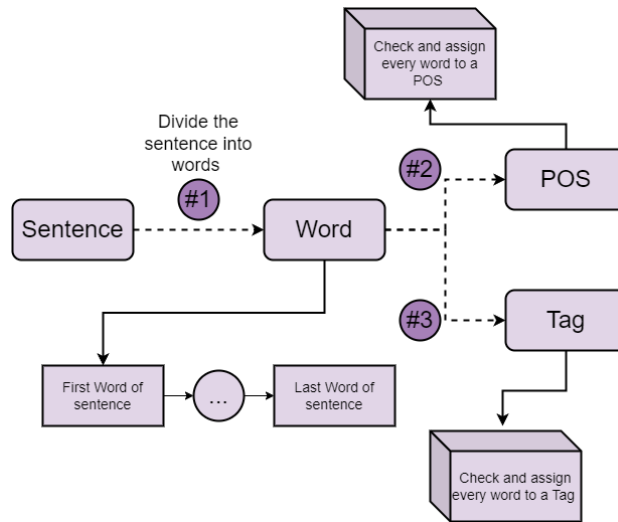 Check and assign
every word to a
POS
Divide the
sentence into
words
#1
#2
POS
Sentence
Word
#3
Tag
First Word of
sentence
...
Last Word of
sentence
Check and assign
every word to a Tag